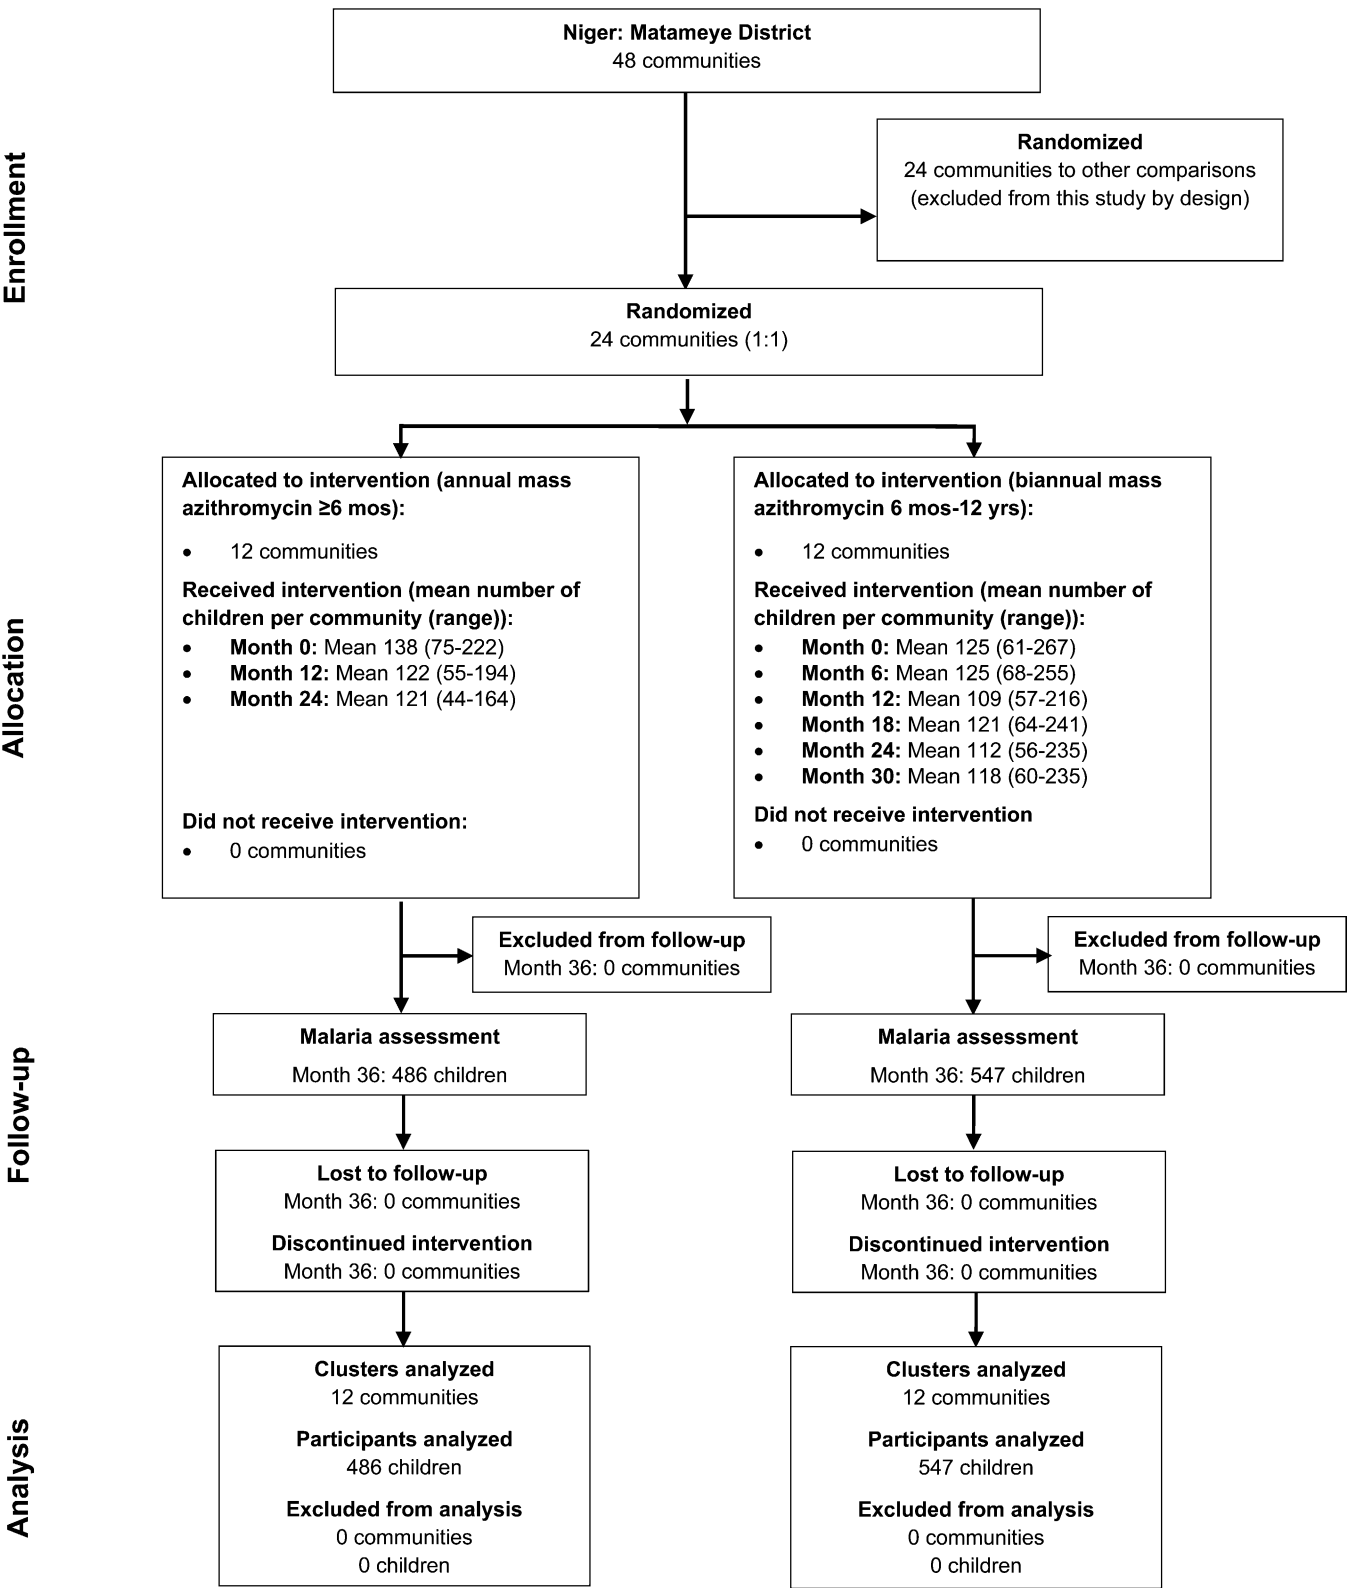 Niger: Matameye District
48 communities
Enrollment
Randomized
24 communities to other comparisons
(excluded from this study by design)
Randomized
24 communities (1:1)
Allocation
Allocated to intervention (annual mass
azithromycin ≥6 mos):
• 12 communities
Received intervention (mean number of
children per community (range)):
• Month 0: Mean 138 (75-222)
• Month 12: Mean 122 (55-194)
• Month 24: Mean 121 (44-164)
Did not receive intervention:
• 0 communities
Allocated to intervention (biannual mass
azithromycin 6 mos-12 yrs):
• 12 communities
Received intervention (mean number of
children per community (range)):
• Month 0: Mean 125 (61-267)
• Month 6: Mean 125 (68-255)
• Month 12: Mean 109 (57-216)
• Month 18: Mean 121 (64-241)
• Month 24: Mean 112 (56-235)
• Month 30: Mean 118 (60-235)
Did not receive intervention
• 0 communities
Excluded from follow-up
Month 36: 0 communities
Excluded from follow-up
Month 36: 0 communities
Follow-up
Malaria assessment
Month 36: 486 children
Malaria assessment
Month 36: 547 children
Lost to follow-up
Month 36: 0 communities
Discontinued intervention
Month 36: 0 communities
Lost to follow-up
Month 36: 0 communities
Discontinued intervention
Month 36: 0 communities
Analysis
Clusters analyzed
12 communities
Participants analyzed
486 children
Excluded from analysis
0 communities
0 children
Clusters analyzed
12 communities
Participants analyzed
547 children
Excluded from analysis
0 communities
0 children